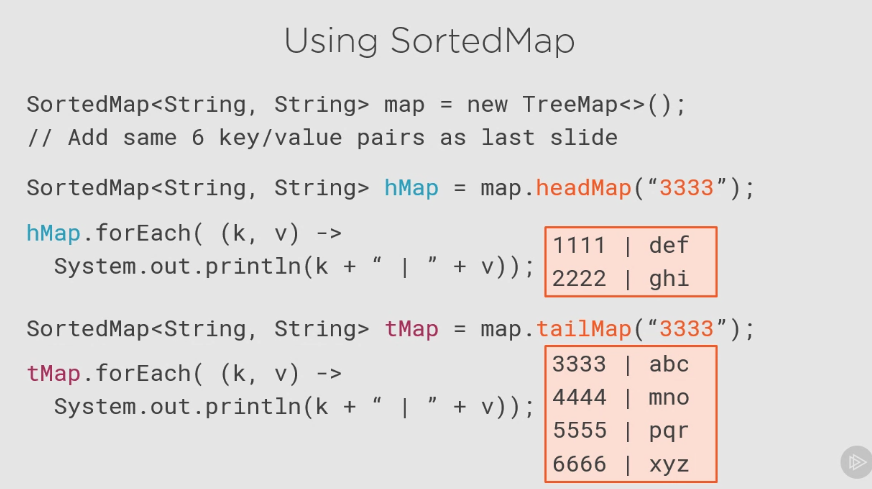 Using SortedMap
SortedMap<String, String> map = new TreeMap<>();
// Add same 6 key/value pairs as last slide
SortedMap<String, String> hMap = map.headMap(“3333”);
hMap.forEach( (k, v) ->
System.out.println(k + “ | ” + v));
1111 | def
2222 | ghi
SortedMap<String, String> tMap = map.tailMap(“3333”);
tMap.forEach( (k, v) ->
System.out.println(k + “ | ” + v));
3333 | abc
4444 | mno
5555 | pqr
6666 | xyz